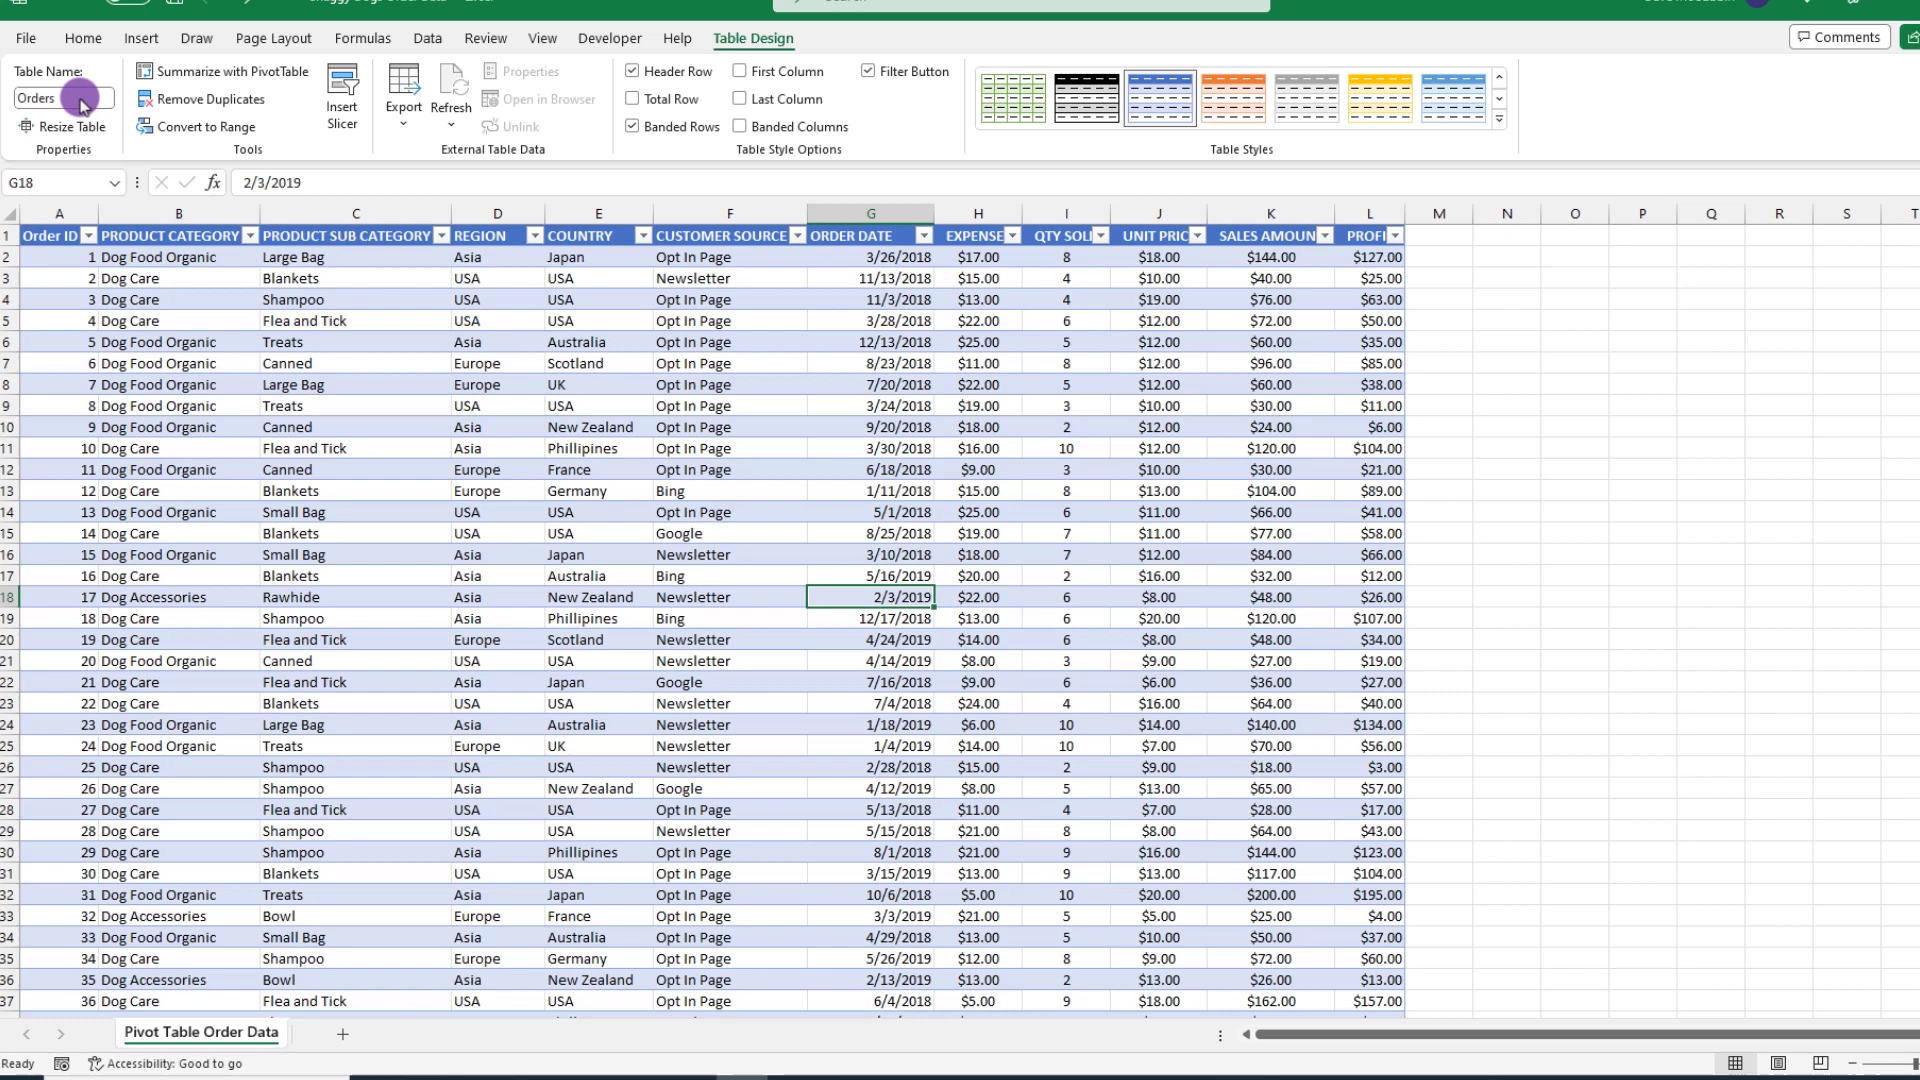 File Home Insert Draw Page Layout Formulas Data Review View Developer Help Table Design Comments
Table Name:
Orders
Resize Table
Properties
Summarize with PivotTable
Remove Duplicates
Convert to Range
Tools
Insert Slicer
Export Refresh
Properties
Open in Browser
Unlink
External Table Data
Header Row First Column Filter Button
Total Row Last Column
Banded Rows Banded Columns
Table Style Options
Table Styles
G18 fx 2/3/2019
A B C D E F G H I J K L M N O P Q R S T
1 Order ID PRODUCT CATEGORY PRODUCT SUB CATEGORY REGION COUNTRY CUSTOMER SOURCE ORDER DATE EXPENSE QTY SOL UNIT PRIC SALES AMOUN PROFI
2 1 Dog Food Organic Large Bag Asia Japan Opt In Page 3/26/2018 $17.00 8 $18.00 $144.00 $127.00
3 2 Dog Care Blankets USA USA Newsletter 11/13/2018 $15.00 4 $10.00 $40.00 $25.00
4 3 Dog Care Shampoo USA USA Opt In Page 11/3/2018 $13.00 4 $19.00 $76.00 $63.00
5 4 Dog Care Flea and Tick USA USA Opt In Page 3/28/2018 $22.00 6 $12.00 $72.00 $50.00
6 5 Dog Food Organic Treats Asia Australia Opt In Page 12/13/2018 $25.00 5 $12.00 $60.00 $35.00
7 6 Dog Food Organic Canned Europe Scotland Opt In Page 8/23/2018 $11.00 8 $12.00 $96.00 $85.00
8 7 Dog Food Organic Large Bag Europe UK Opt In Page 7/20/2018 $22.00 5 $12.00 $60.00 $38.00
9 8 Dog Food Organic Treats USA USA Opt In Page 3/24/2018 $19.00 3 $10.00 $30.00 $11.00
10 9 Dog Food Organic Canned Asia New Zealand Opt In Page 9/20/2018 $18.00 2 $12.00 $24.00 $6.00
11 10 Dog Care Flea and Tick Asia Phillipines Opt In Page 3/30/2018 $16.00 10 $12.00 $120.00 $104.00
12 11 Dog Food Organic Canned Europe France Opt In Page 6/18/2018 $9.00 3 $10.00 $30.00 $21.00
13 12 Dog Care Blankets Europe Germany Bing 1/11/2018 $15.00 8 $13.00 $104.00 $89.00
14 13 Dog Food Organic Small Bag USA USA Opt In Page 5/1/2018 $25.00 6 $11.00 $66.00 $41.00
15 14 Dog Care Blankets USA USA Google 8/25/2018 $19.00 7 $11.00 $77.00 $58.00
16 15 Dog Food Organic Small Bag Asia Japan Newsletter 3/10/2018 $18.00 7 $12.00 $84.00 $66.00
17 16 Dog Care Blankets Asia Australia Bing 5/16/2019 $20.00 2 $16.00 $32.00 $12.00
18 17 Dog Accessories Rawhide Asia New Zealand Newsletter 2/3/2019 $22.00 6 $8.00 $48.00 $26.00
19 18 Dog Care Shampoo Asia Phillipines Bing 12/17/2018 $13.00 6 $20.00 $120.00 $107.00
20 19 Dog Care Flea and Tick Europe Scotland Newsletter 4/24/2019 $14.00 6 $8.00 $48.00 $34.00
21 20 Dog Food Organic Canned USA USA Newsletter 4/14/2019 $8.00 3 $9.00 $27.00 $19.00
22 21 Dog Care Flea and Tick Asia Japan Google 7/16/2018 $9.00 6 $6.00 $36.00 $27.00
23 22 Dog Care Blankets USA USA Newsletter 7/4/2018 $24.00 4 $16.00 $64.00 $40.00
24 23 Dog Food Organic Large Bag Asia Australia Newsletter 1/18/2019 $6.00 10 $14.00 $140.00 $134.00
25 24 Dog Food Organic Treats Europe UK Newsletter 1/4/2019 $14.00 10 $7.00 $70.00 $56.00
26 25 Dog Care Shampoo USA USA Newsletter 2/28/2018 $15.00 2 $9.00 $18.00 $3.00
27 26 Dog Care Shampoo Asia New Zealand Google 4/12/2019 $8.00 5 $13.00 $65.00 $57.00
28 27 Dog Care Flea and Tick USA USA Opt In Page 5/13/2018 $11.00 4 $7.00 $28.00 $17.00
29 28 Dog Care Shampoo USA USA Newsletter 5/15/2018 $21.00 8 $8.00 $64.00 $43.00
30 29 Dog Care Shampoo Asia Phillipines Opt In Page 8/1/2018 $21.00 9 $16.00 $144.00 $123.00
31 30 Dog Care Blankets USA USA Opt In Page 3/15/2019 $13.00 9 $13.00 $117.00 $104.00
32 31 Dog Food Organic Treats Asia Japan Opt In Page 10/6/2018 $5.00 10 $20.00 $200.00 $195.00
33 32 Dog Accessories Bowl Europe France Opt In Page 3/3/2019 $21.00 5 $5.00 $25.00 $4.00
34 33 Dog Food Organic Small Bag Asia Australia Opt In Page 4/29/2018 $13.00 5 $10.00 $50.00 $37.00
35 34 Dog Care Shampoo Europe Germany Opt In Page 5/26/2019 $12.00 8 $9.00 $72.00 $60.00
36 35 Dog Accessories Bowl Asia New Zealand Opt In Page 2/13/2019 $13.00 2 $13.00 $26.00 $13.00
37 36 Dog Care Flea and Tick USA USA Opt In Page 6/4/2018 $5.00 9 $18.00 $162.00 $157.00
Pivot Table Order Data
Ready Accessibility: Good to go